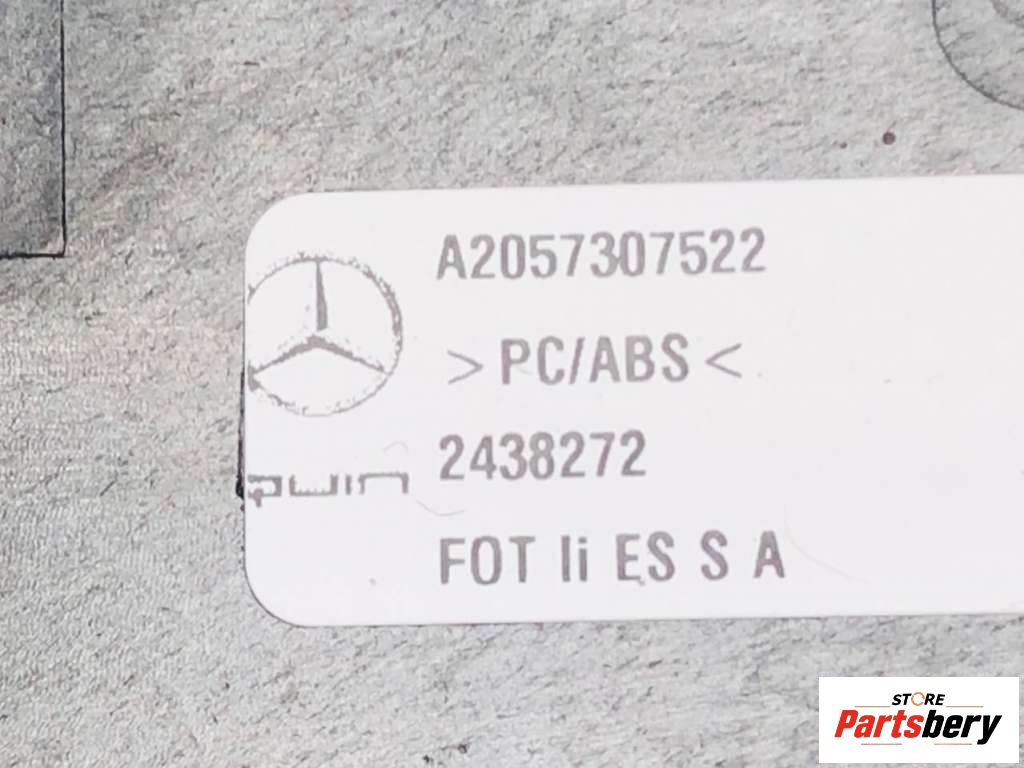 A2057307522
>PC/ABS<
quin
2438272
FOT li ES S A
STORE
Partsbery